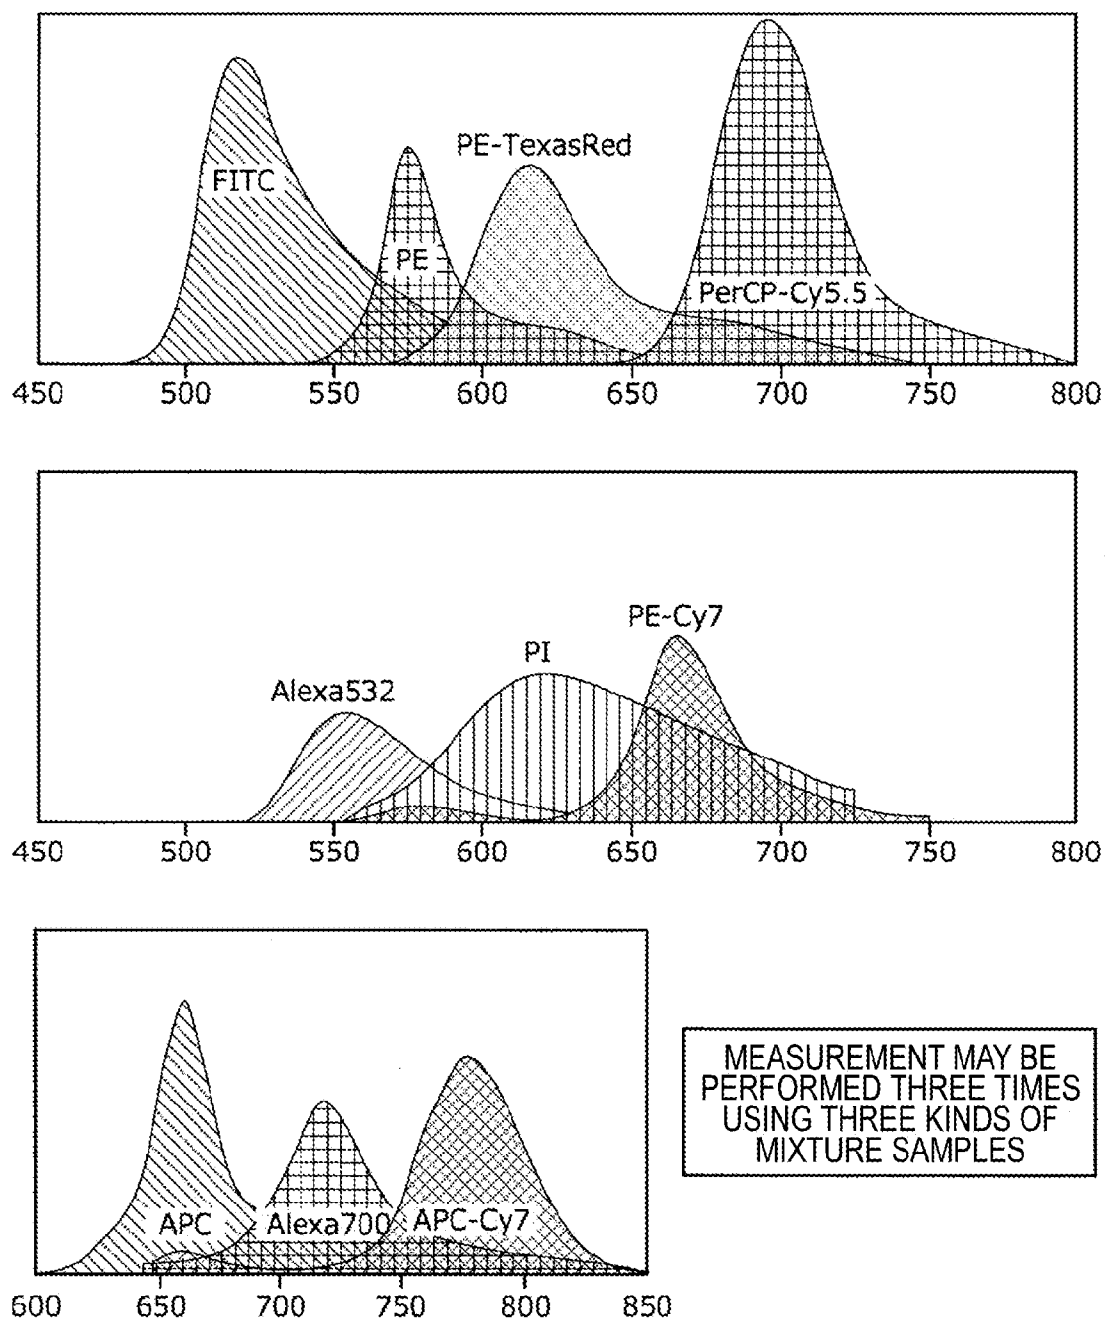 PE-TexasRed
FITC
PE
PerCP-Cy5.5
450 500 550 600 650 700 750 800
PE-Cy7
PI
Alexa532
450 500 550 600 650 700 750 800
APC Alexa700 APC-Cy7
600 650 700 750 800 850
MEASUREMENT MAY BE
PERFORMED THREE TIMES
USING THREE KINDS OF
MIXTURE SAMPLES